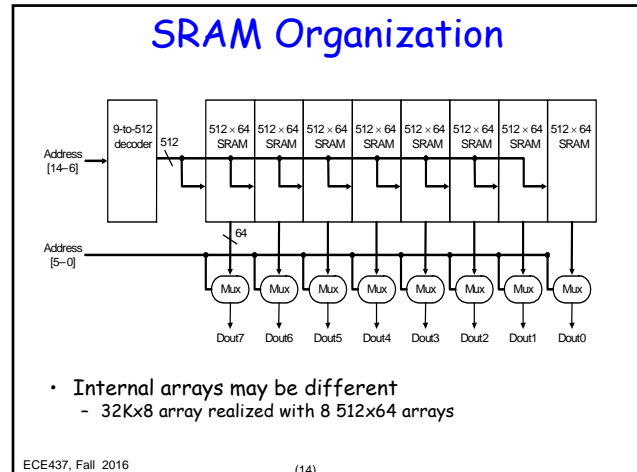 SRAM Organization
9-to-512
decoder
512
Address
[14–6]
512 × 64
SRAM
512 × 64
SRAM
512 × 64
SRAM
512 × 64
SRAM
512 × 64
SRAM
512 × 64
SRAM
512 × 64
SRAM
512 × 64
SRAM
64
Address
[5–0]
Mux
Mux
Mux
Mux
Mux
Mux
Mux
Mux
Dout7
Dout6
Dout5
Dout4
Dout3
Dout2
Dout1
Dout0
• Internal arrays may be different
– 32Kx8 array realized with 8 512x64 arrays
ECE437, Fall 2016
(14)